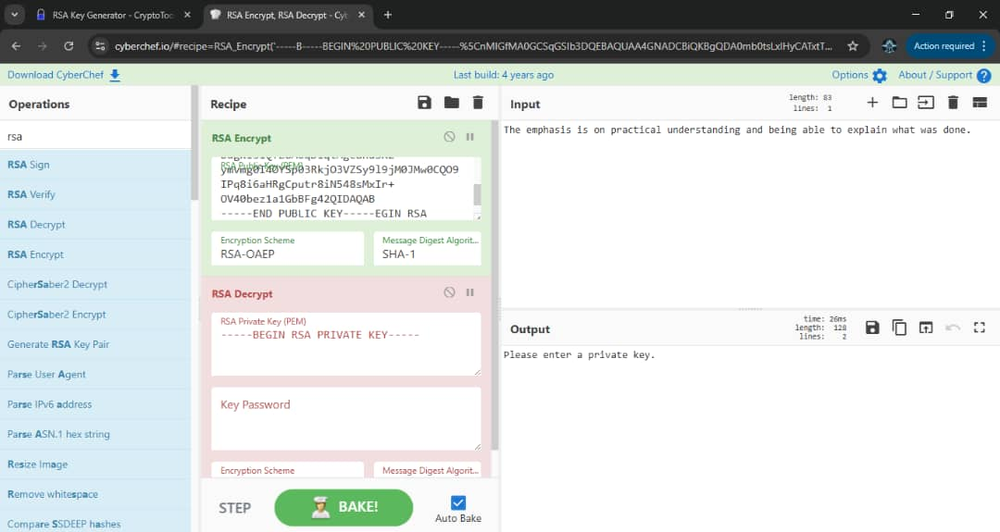 RSA Key Generator - CryptoToo
RSA Encrypt, RSA Decrypt - Cyb
cyberchef.io/#recipe=RSA_Encrypt('-----B-----BEGIN%20PUBLIC%20KEY-----%5CnMIGfMA0GCSqGSIb3DQEBAQUAA4GNADCBiQKBgQDA0mb0tsLxlHyCATxtT...
Action required
Download CyberChef
Last build: 4 years ago
Options
About / Support
Operations
rsa
RSA Sign
RSA Verify
RSA Decrypt
RSA Encrypt
CipherSaber2 Decrypt
CipherSaber2 Encrypt
Generate RSA Key Pair
Parse User Agent
Parse IPv6 address
Parse ASN.1 hex string
Resize Image
Remove whitespace
Compare SSDEEP hashes
Recipe
RSA Encrypt
RSA Public Key (PEM)
ymvmg0I4OYSp03RkjO3VZSy9l9jM0JMw0CQO9
IPq8i6aHRgCputr8iN548sMxIr+
OV40bez1a1GbBFg42QIDAQAB
-----END PUBLIC KEY-----EGIN RSA
Encryption Scheme
RSA-OAEP
Message Digest Algorit...
SHA-1
RSA Decrypt
RSA Private Key (PEM)
-----BEGIN RSA PRIVATE KEY-----
Key Password
Encryption Scheme
Message Digest Algorit...
STEP
BAKE!
Auto Bake
Input
length: 83
lines: 1
The emphasis is on practical understanding and being able to explain what was done.
Output
time: 26ms
length: 128
lines: 2
Please enter a private key.